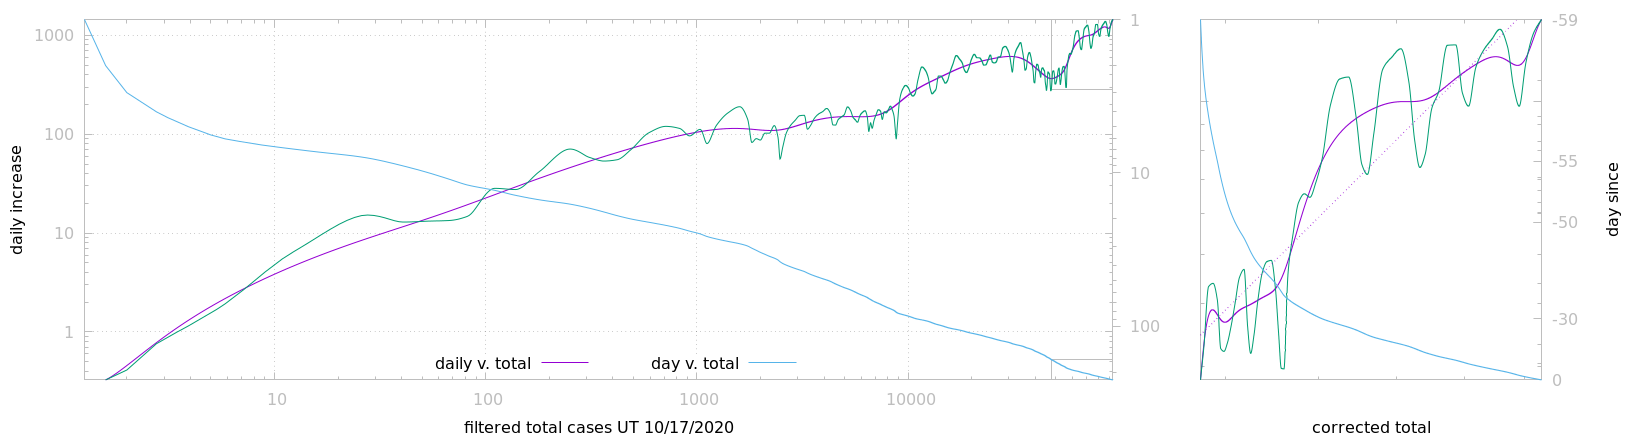 daily increase
1000
100
10
1
daily v. total
day v. total
10
100
1000
10000
filtered total cases UT 10/17/2020
1
10
100
-59
-55
-50
-30
0
day since
corrected total